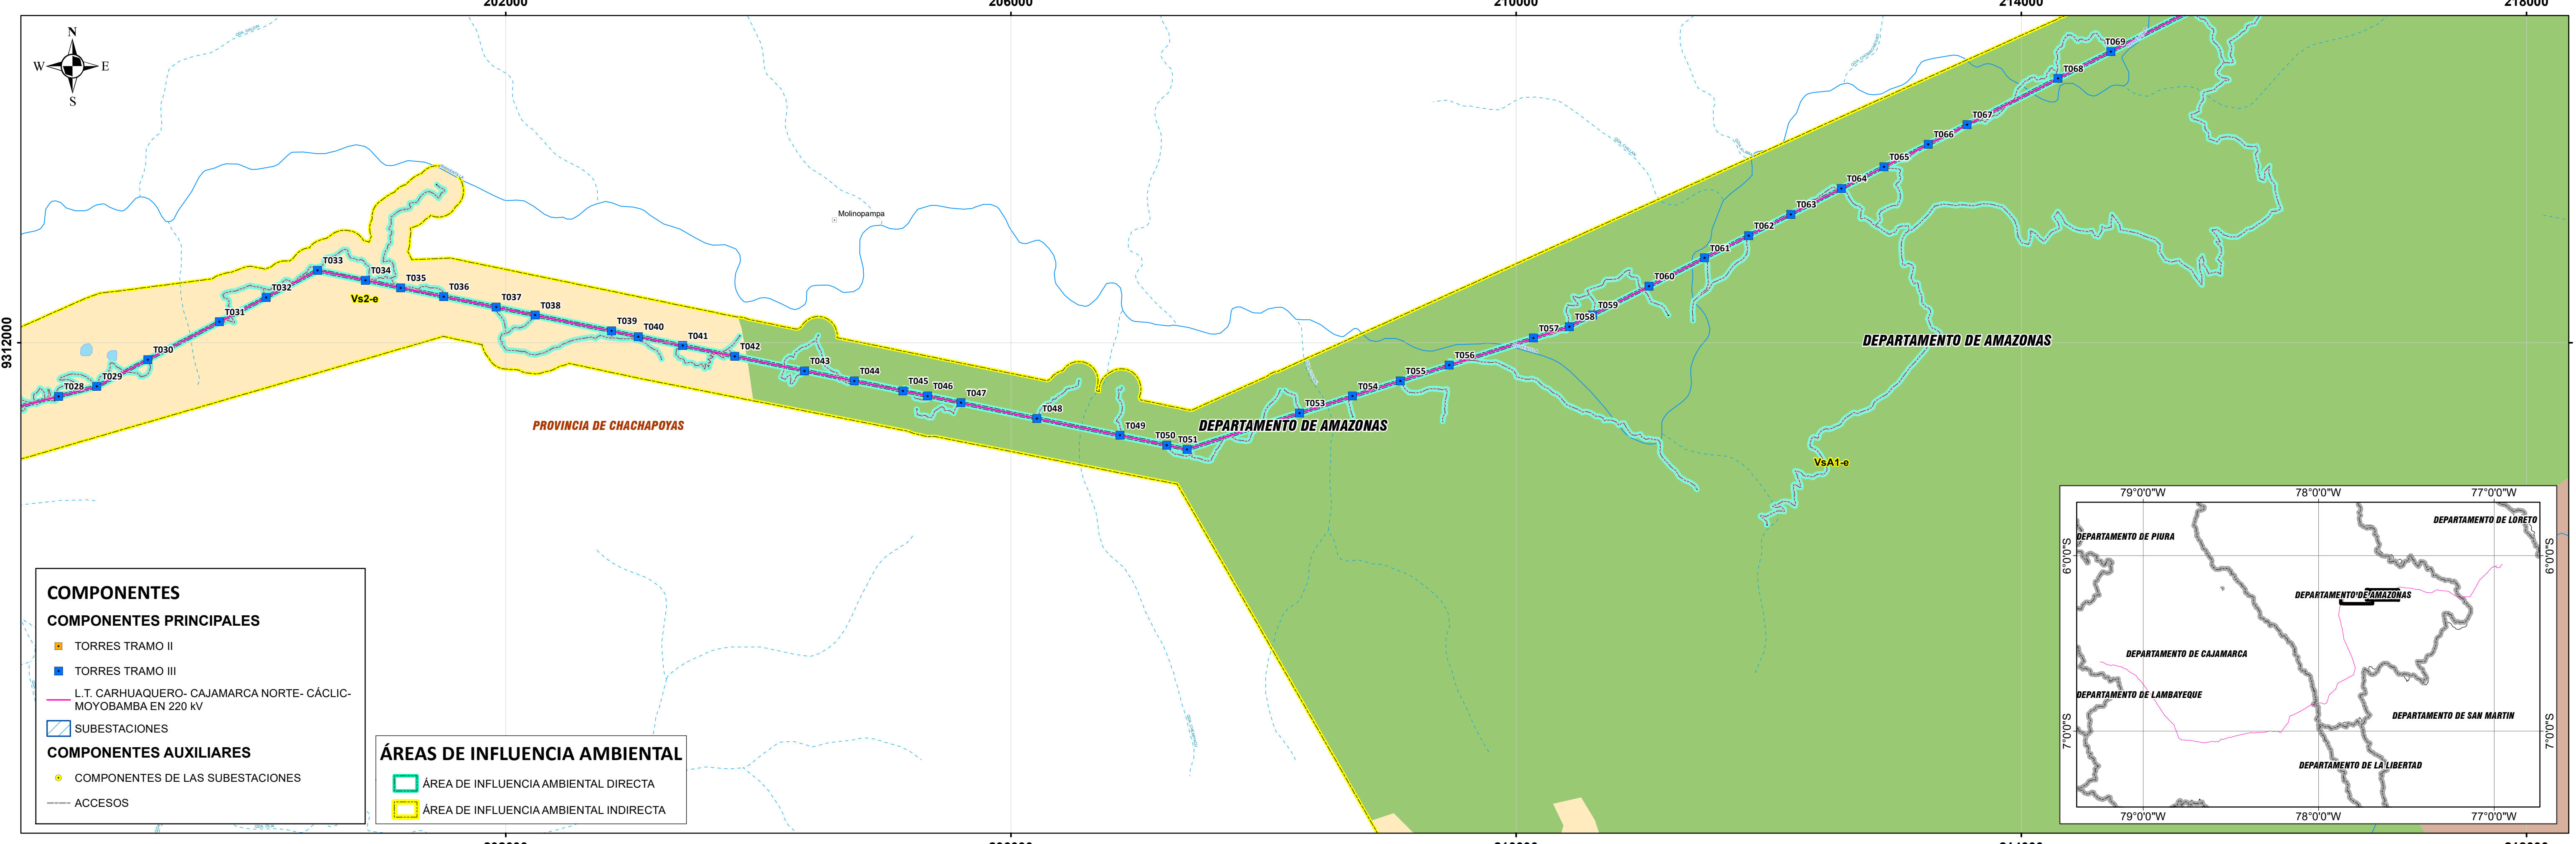 202000
206000
210000
214000
218000
N
W
E
S
9312000
T028
T029
T030
T031
T032
T033
T034
T035
T036
T037
T038
T039
T040
T041
T042
T043
T044
T045
T046
T047
T048
T049
T050
T051
T053
T054
T055
T056
T057
T058
T059
T060
T061
T062
T063
T064
T065
T066
T067
T068
T069
Vs2-e
Molinopampa
PROVINCIA DE CHACHAPOYAS
DEPARTAMENTO DE AMAZONAS
DEPARTAMENTO DE AMAZONAS
VsA1-e
COMPONENTES
COMPONENTES PRINCIPALES
TORRES TRAMO II
TORRES TRAMO III
L.T. CARHUAQUERO- CAJAMARCA NORTE- CÁCLIC-
MOYOBAMBA EN 220 kV
SUBESTACIONES
COMPONENTES AUXILIARES
COMPONENTES DE LAS SUBESTACIONES
ACCESOS
ÁREAS DE INFLUENCIA AMBIENTAL
ÁREA DE INFLUENCIA AMBIENTAL DIRECTA
ÁREA DE INFLUENCIA AMBIENTAL INDIRECTA
79°0'0"W
78°0'0"W
77°0'0"W
6°0'0"S
6°0'0"S
7°0'0"S
7°0'0"S
DEPARTAMENTO DE LORETO
DEPARTAMENTO DE PIURA
DEPARTAMENTO DE AMAZONAS
DEPARTAMENTO DE CAJAMARCA
DEPARTAMENTO DE LAMBAYEQUE
DEPARTAMENTO DE SAN MARTIN
DEPARTAMENTO DE LA LIBERTAD
79°0'0"W
78°0'0"W
77°0'0"W